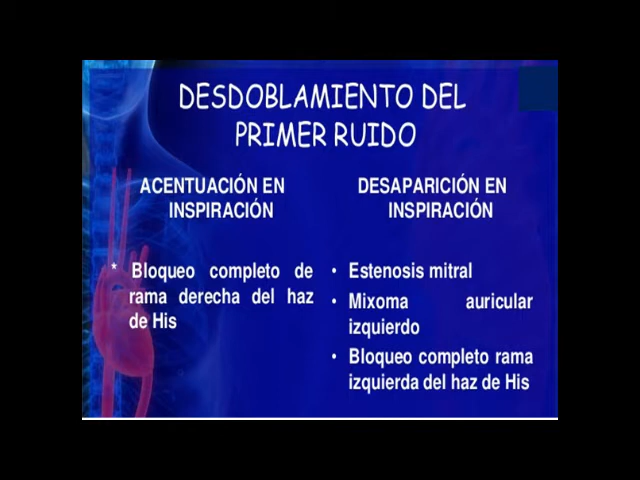 DESDOBLAMIENTO DEL
PRIMER RUIDO
ACENTUACIÓN EN
INSPIRACIÓN
* Bloqueo completo de
rama derecha del haz
de His
DESAPARICIÓN EN
INSPIRACIÓN
• Estenosis mitral
• Mixoma auricular
izquierdo
• Bloqueo completo rama
izquierda del haz de His